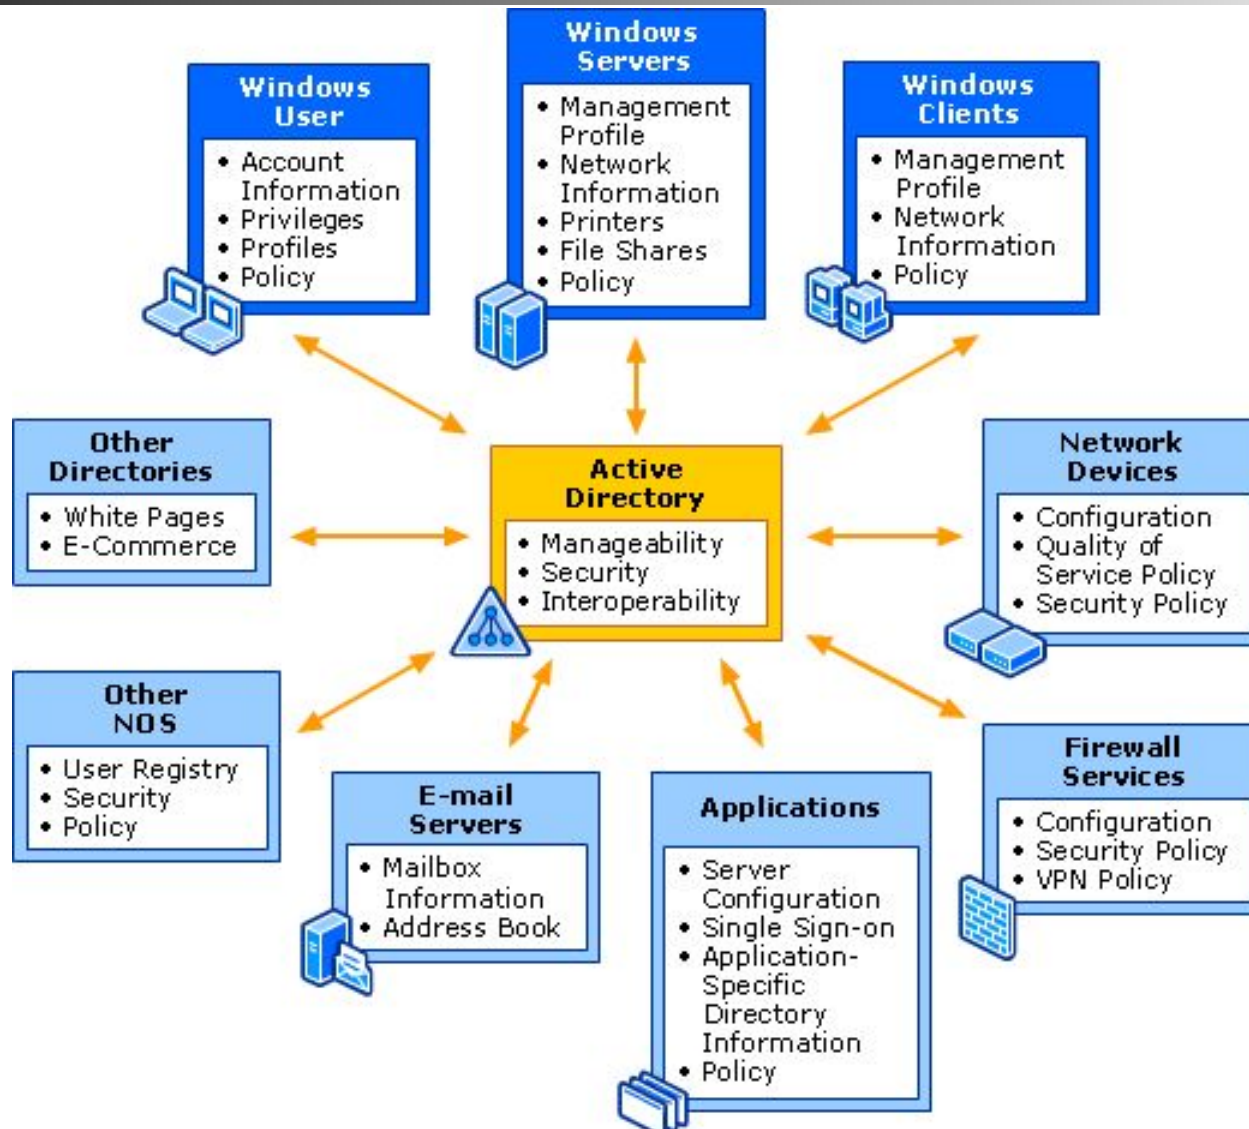 Windows
User
• Account
Information
• Privileges
• Profiles
• Policy
Windows
Servers
• Management
Profile
• Network
Information
• Printers
• File Shares
• Policy
Windows
Clients
• Management
Profile
• Network
Information
• Policy
Other
Directories
• White Pages
• E-Commerce
Active
Directory
• Manageability
• Security
• Interoperability
Network
Devices
• Configuration
• Quality of
Service Policy
• Security Policy
Other
NOS
• User Registry
• Security
• Policy
E-mail
Servers
• Mailbox
Information
• Address Book
Applications
• Server
Configuration
• Single Sign-on
• Application-
Specific
Directory
Information
• Policy
Firewall
Services
• Configuration
• Security Policy
• VPN Policy